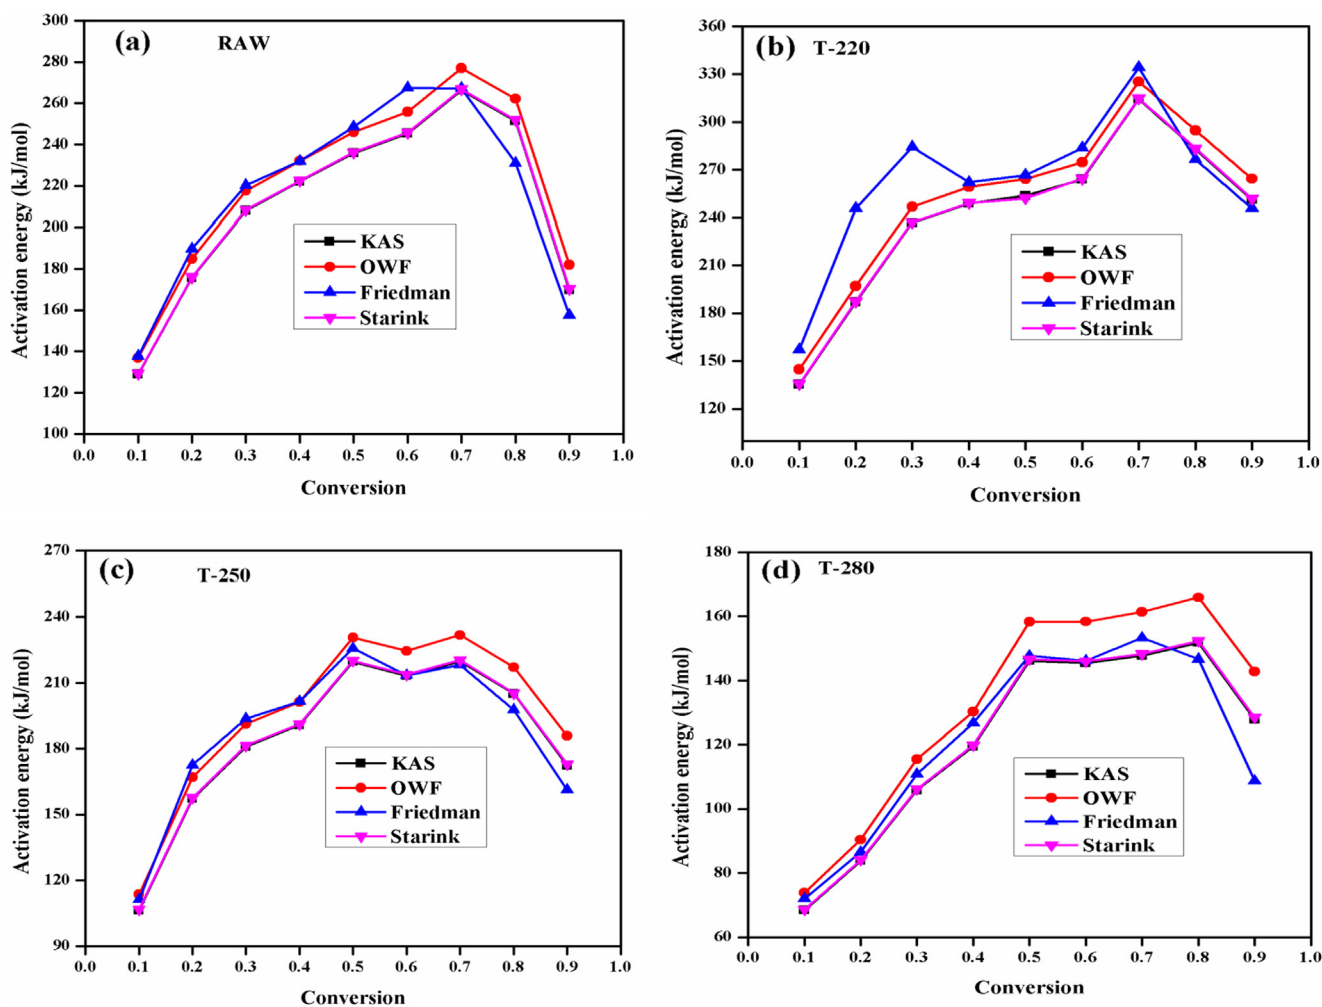 (a) RAW
Activation energy (kJ/mol)
300
280
260
240
220
200
180
160
140
120
100
KAS
OWF
Friedman
Starink
0.0 0.1 0.2 0.3 0.4 0.5 0.6 0.7 0.8 0.9 1.0
Conversion
(b) T-220
Activation energy (kJ/mol)
360
330
300
270
240
210
180
150
120
KAS
OWF
Friedman
Starink
0.0 0.1 0.2 0.3 0.4 0.5 0.6 0.7 0.8 0.9 1.0
Conversion
(c) T-250
Activation energy (kJ/mol)
270
240
210
180
150
120
90
KAS
OWF
Friedman
Starink
0.0 0.1 0.2 0.3 0.4 0.5 0.6 0.7 0.8 0.9 1.0
Conversion
(d) T-280
Activation energy (kJ/mol)
180
160
140
120
100
80
60
KAS
OWF
Friedman
Starink
0.0 0.1 0.2 0.3 0.4 0.5 0.6 0.7 0.8 0.9 1.0
Conversion